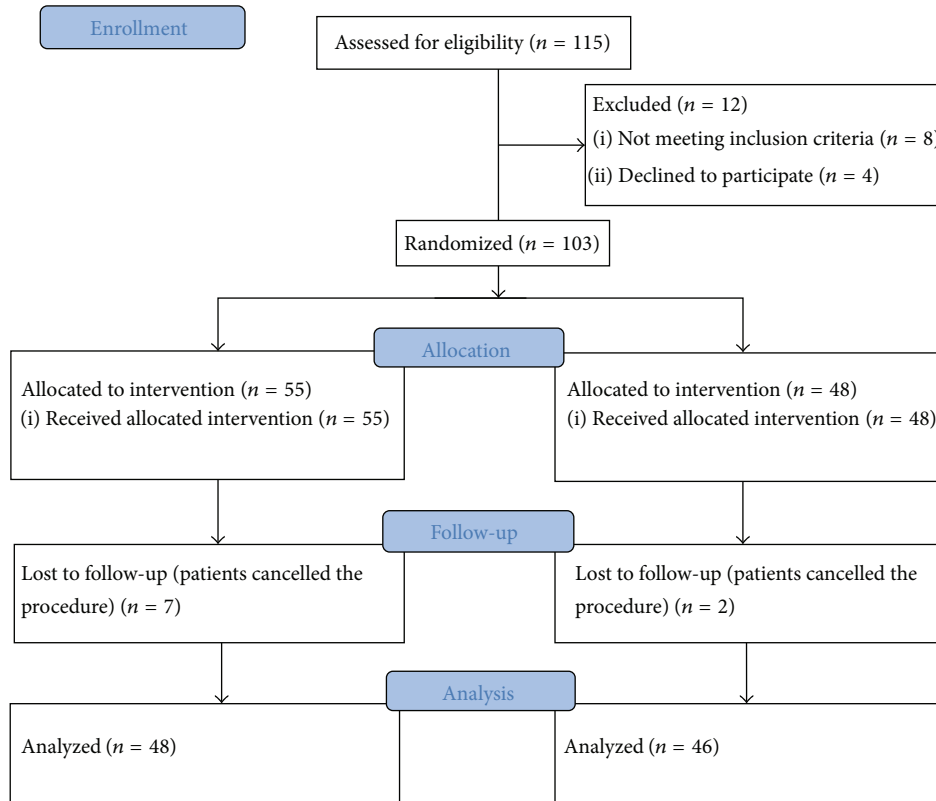 Enrollment
Assessed for eligibility (n = 115)
Excluded (n = 12)
(i) Not meeting inclusion criteria (n = 8)
(ii) Declined to participate (n = 4)
Randomized (n = 103)
Allocation
Allocated to intervention (n = 55)
(i) Received allocated intervention (n = 55)
Allocated to intervention (n = 48)
(i) Received allocated intervention (n = 48)
Follow-up
Lost to follow-up (patients cancelled the
procedure) (n = 7)
Lost to follow-up (patients cancelled the
procedure) (n = 2)
Analysis
Analyzed (n = 48)
Analyzed (n = 46)